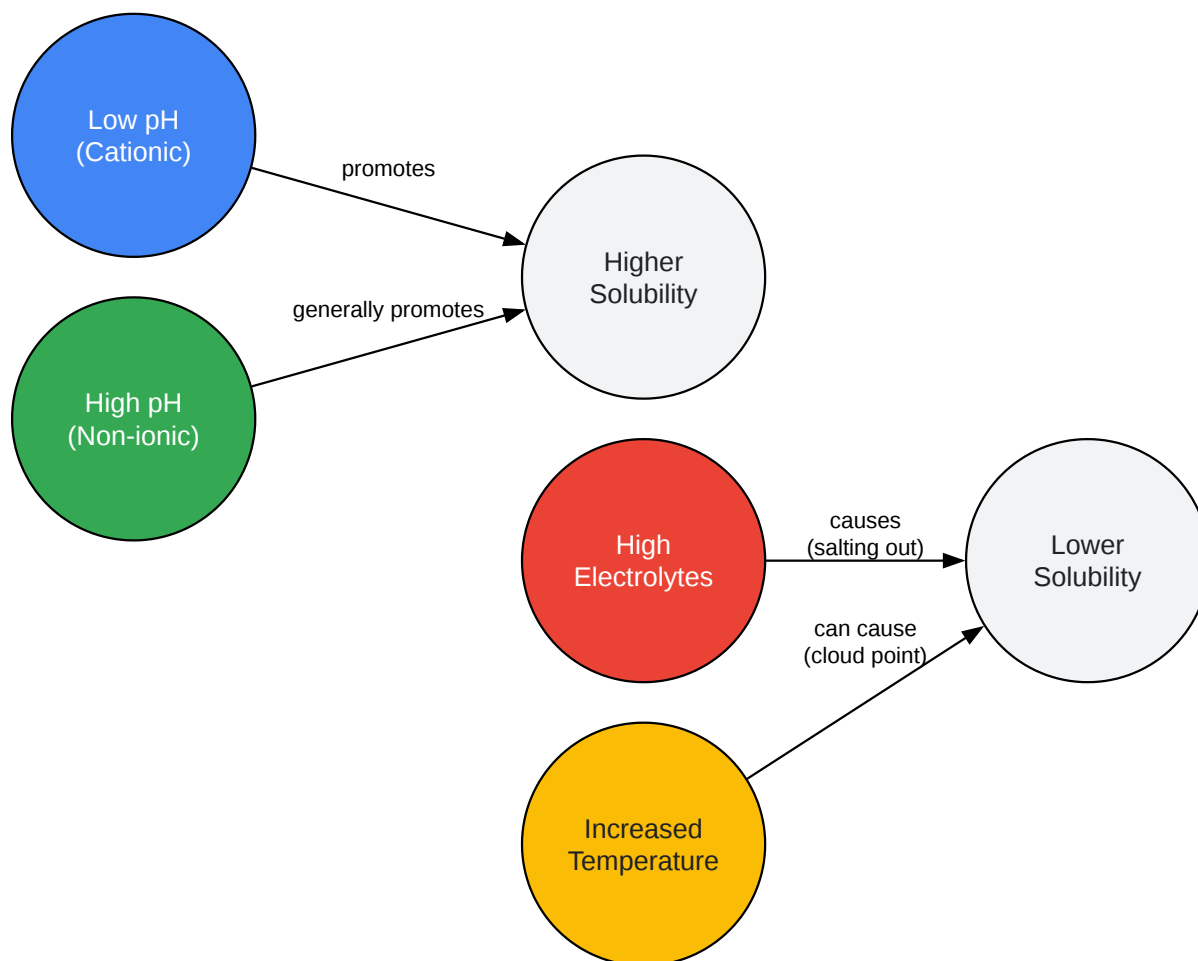 Low pH
(Cationic)
promotes
Higher
Solubility
generally promotes
High pH
(Non-ionic)
High
Electrolytes
causes
(salting out)
Lower
Solubility
can cause
(cloud point)
Increased
Temperature